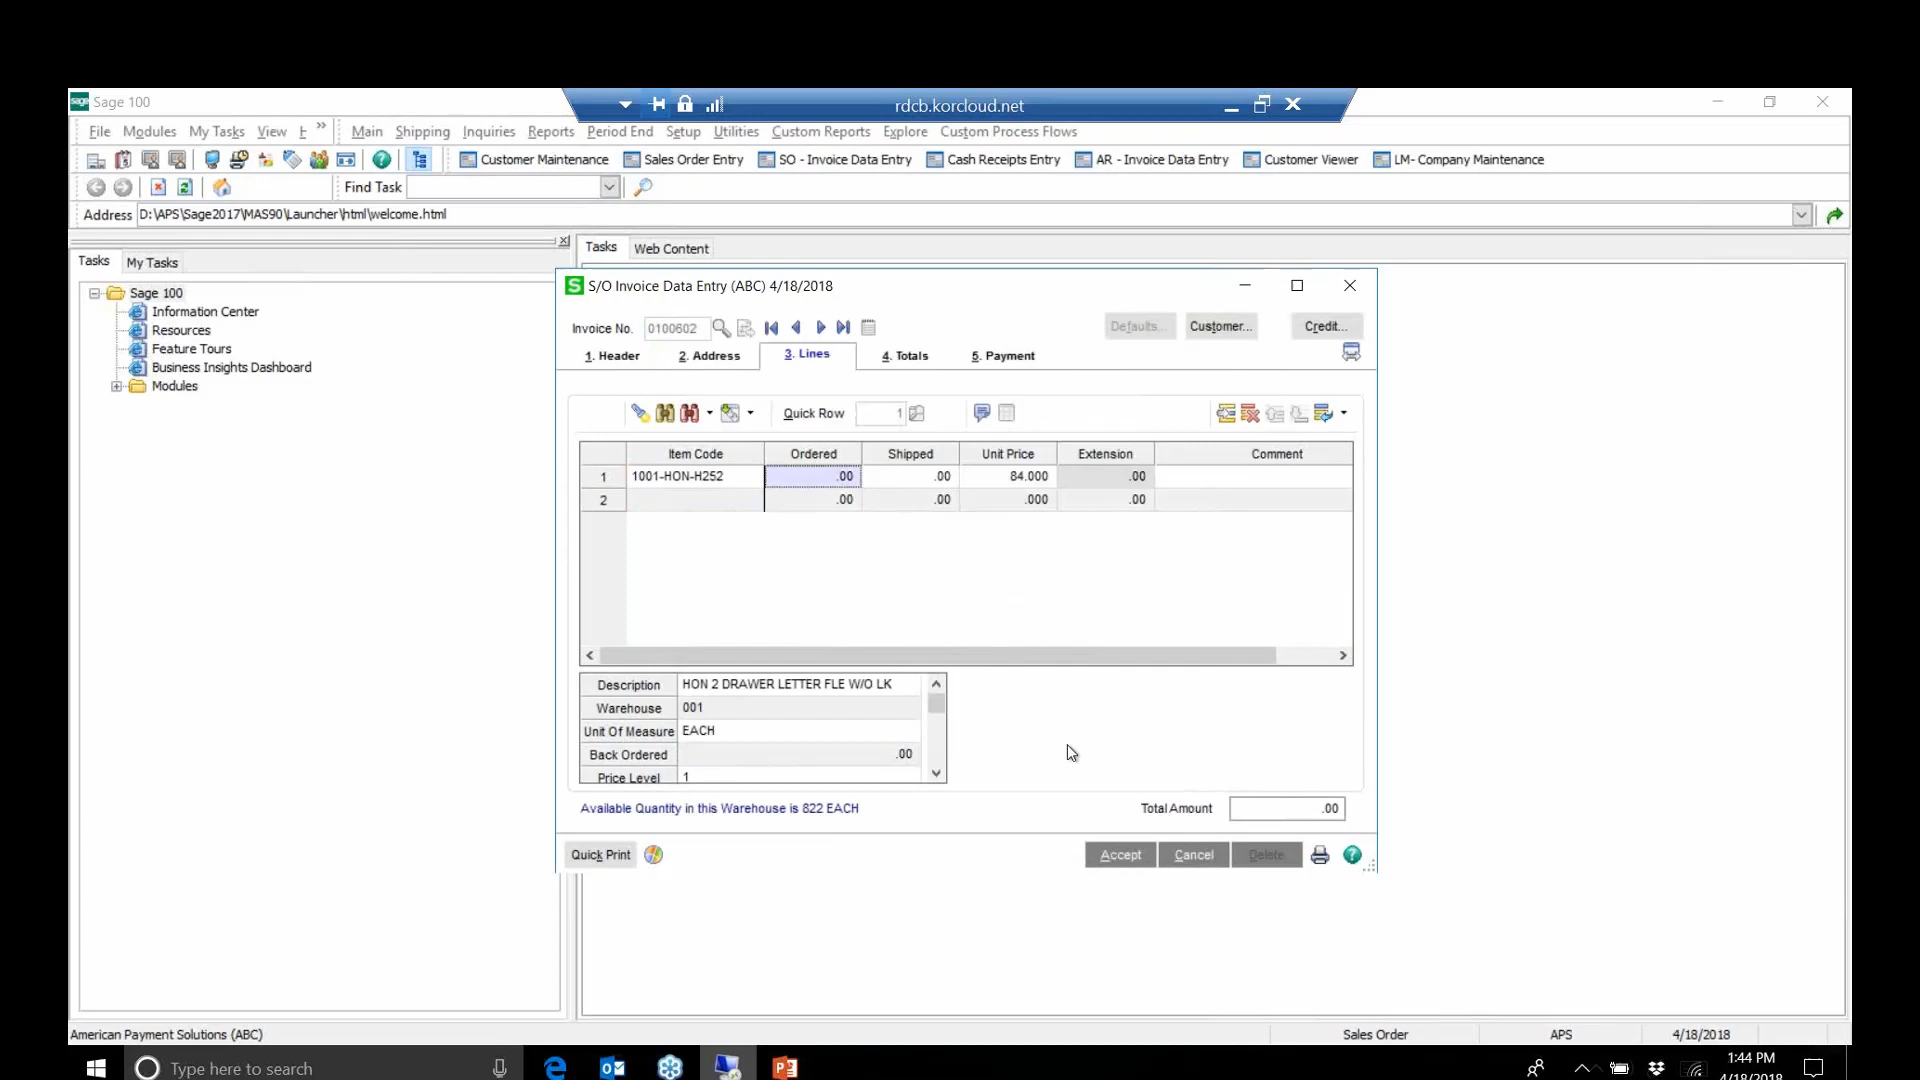 rdcb.korcloud.net
sage Sage 100
File Modules My Tasks View » Main Shipping Inquiries Reports Period End Setup Utilities Custom Reports Explore Custom Process Flows
Customer Maintenance Sales Order Entry SO - Invoice Data Entry Cash Receipts Entry AR - Invoice Data Entry Customer Viewer LM- Company Maintenance
Find Task
Address D:\APS\Sage2017\MAS90\Launcher\html\welcome.html
Tasks My Tasks
Tasks Web Content
Sage 100
Information Center
Resources
Feature Tours
Business Insights Dashboard
Modules
S S/O Invoice Data Entry (ABC) 4/18/2018
Invoice No. 0100602 Defaults... Customer... Credit...
1. Header 2. Address 3. Lines 4. Totals 5. Payment
Quick Row 1
Item Code Ordered Shipped Unit Price Extension Comment
1 1001-HON-H252 .00 .00 84.000 .00
2 .00 .00 .000 .00
Description HON 2 DRAWER LETTER FLE W/O LK
Warehouse 001
Unit Of Measure EACH
Back Ordered .00
Price Level 1
Available Quantity in this Warehouse is 822 EACH Total Amount .00
Quick Print Accept Cancel Delete
American Payment Solutions (ABC) Sales Order APS 4/18/2018
Type here to search 1:44 PM
4/18/2018